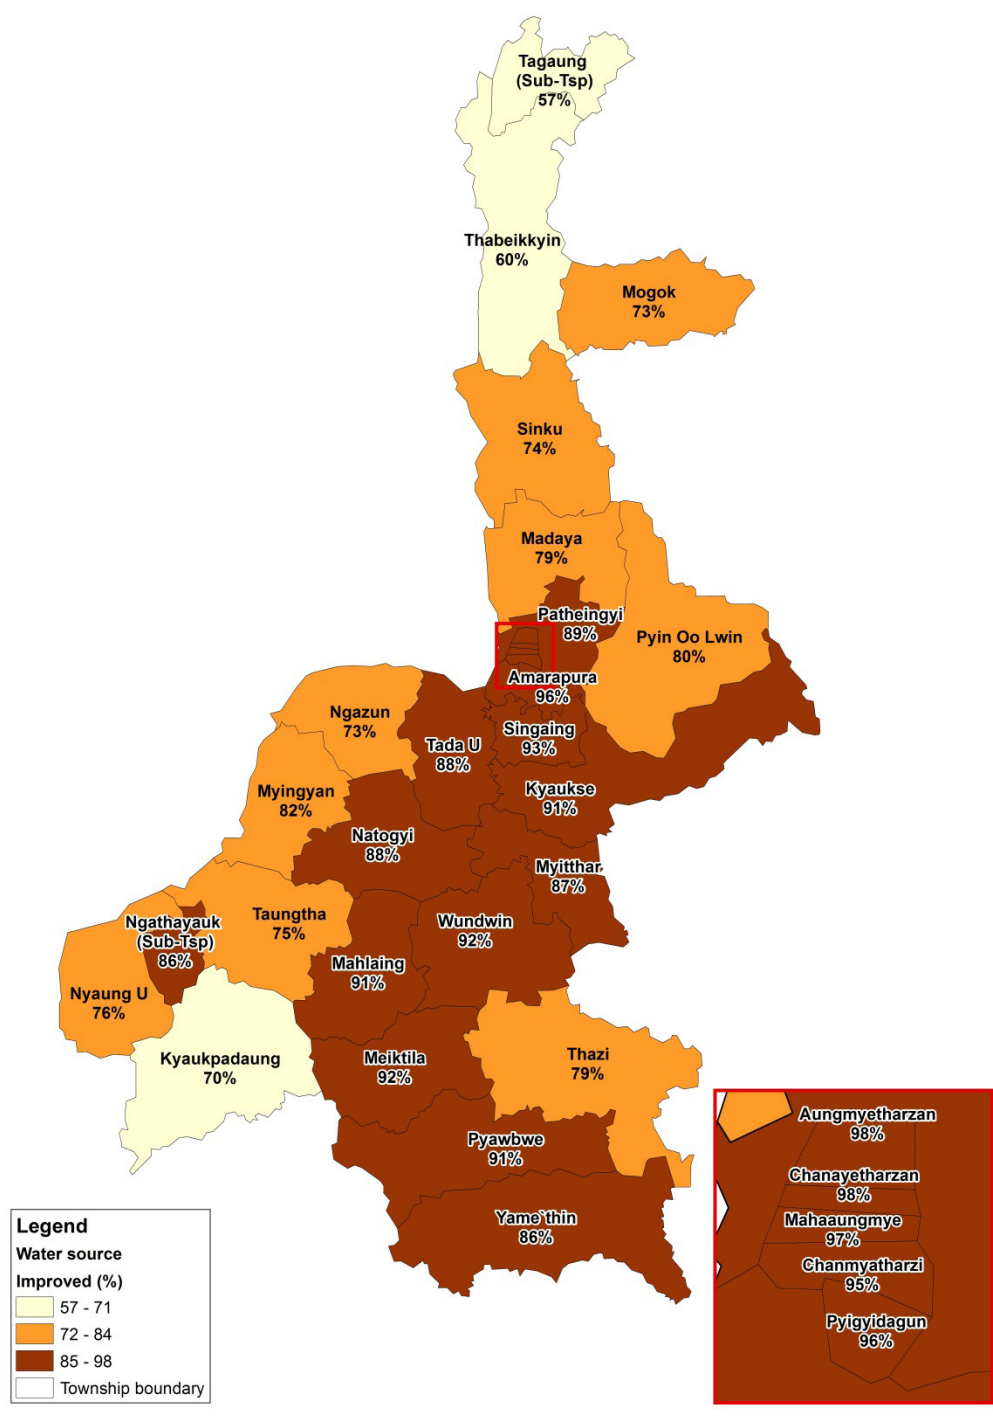 Tagaung
(Sub-Tsp)
57%
Thabeikkyin
60%
Mogok
73%
Sinku
74%
Madaya
79%
Patheingyi
89%
Pyin Oo Lwin
80%
Amarapura
96%
Ngazun
73%
Tada U
88%
Singaing
93%
Kyaukse
91%
Myingyan
82%
Natogyi
88%
Myitthar
87%
Taungtha
75%
Ngathayauk
(Sub-Tsp)
86%
Wundwin
92%
Mahlaing
91%
Nyaung U
76%
Kyaukpadaung
70%
Meiktila
92%
Thazi
79%
Pyawbwe
91%
Yame`thin
86%
Aungmyetharzan
98%
Chanayetharzan
98%
Mahaaungmye
97%
Chanmyatharzi
95%
Pyigyidagun
96%
Legend
Water source
Improved (%)
57 - 71
72 - 84
85 - 98
Township boundary